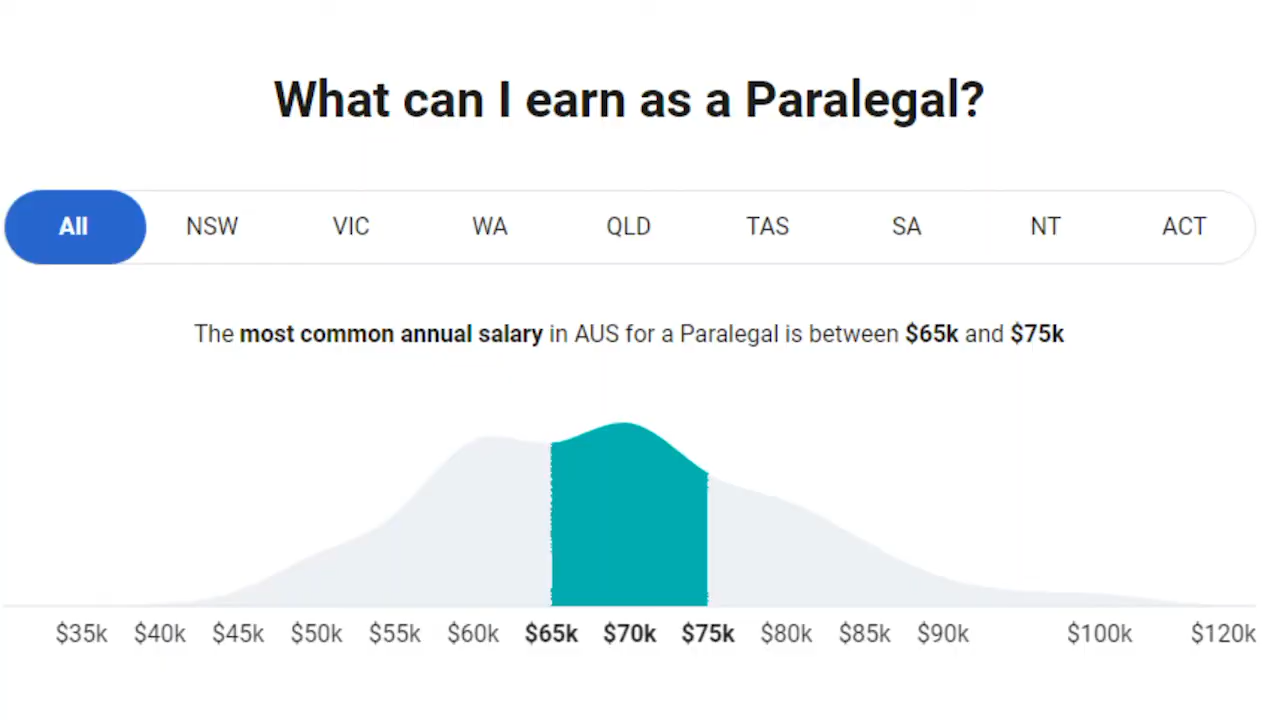 What can I earn as a Paralegal?
All NSW VIC WA QLD TAS SA NT ACT
The most common annual salary in AUS for a Paralegal is between $65k and $75k
$35k $40k $45k $50k $55k $60k $65k $70k $75k $80k $85k $90k $100k $120k